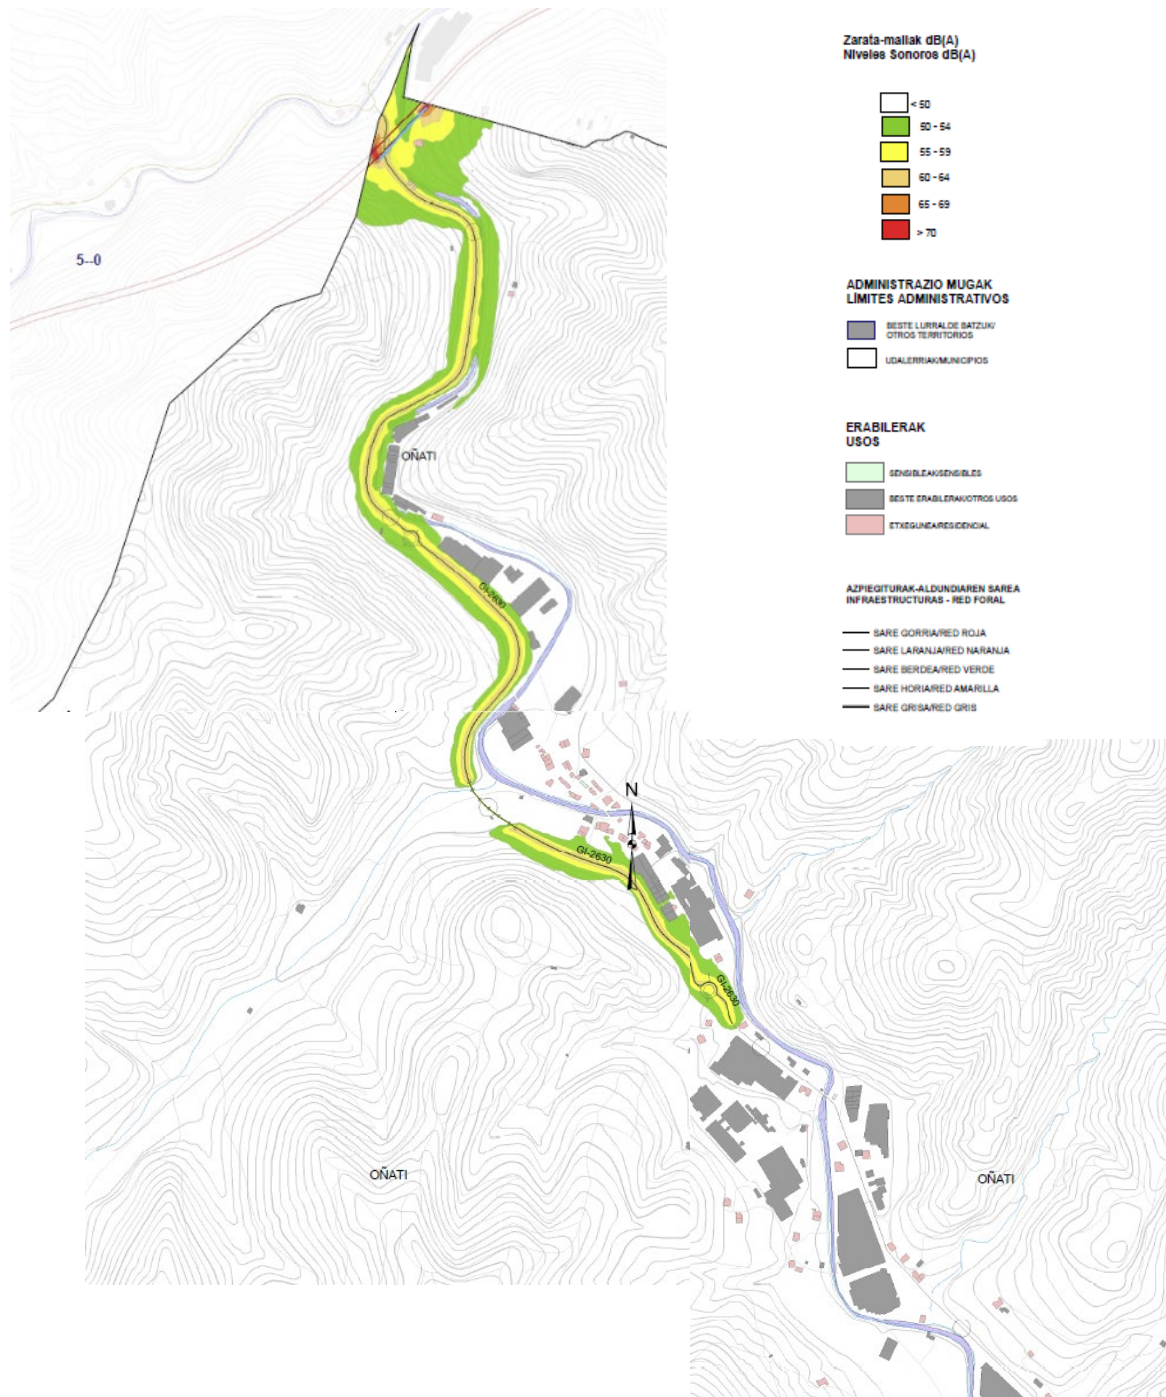 Zarata-mailak dB(A)
Niveles Sonoros dB(A)
< 50
50 - 54
55 - 59
60 - 64
65 - 69
> 70
ADMINISTRAZIO MUGAK
LÍMITES ADMINISTRATIVOS
BESTE LURRALDE BATZUK/
OTROS TERRITORIOS
UDALERRIAK/MUNICIPIOS
ERABILERAK
USOS
SENSIBLEAK/SENSIBLES
BESTE ERABILERAK/OTROS USOS
ETXEGUNEA/RESIDENCIAL
AZPIEGITURAK-ALDUNDIAREN SAREA
INFRAESTRUCTURAS - RED FORAL
SARE GORRIA/RED ROJA
SARE LARANJA/RED NARANJA
SARE BERDEA/RED VERDE
SARE HORIA/RED AMARILLA
SARE GRISA/RED GRIS
5--0
OÑATI
GI-2630
N
GI-2630
GI-2630
OÑATI
OÑATI